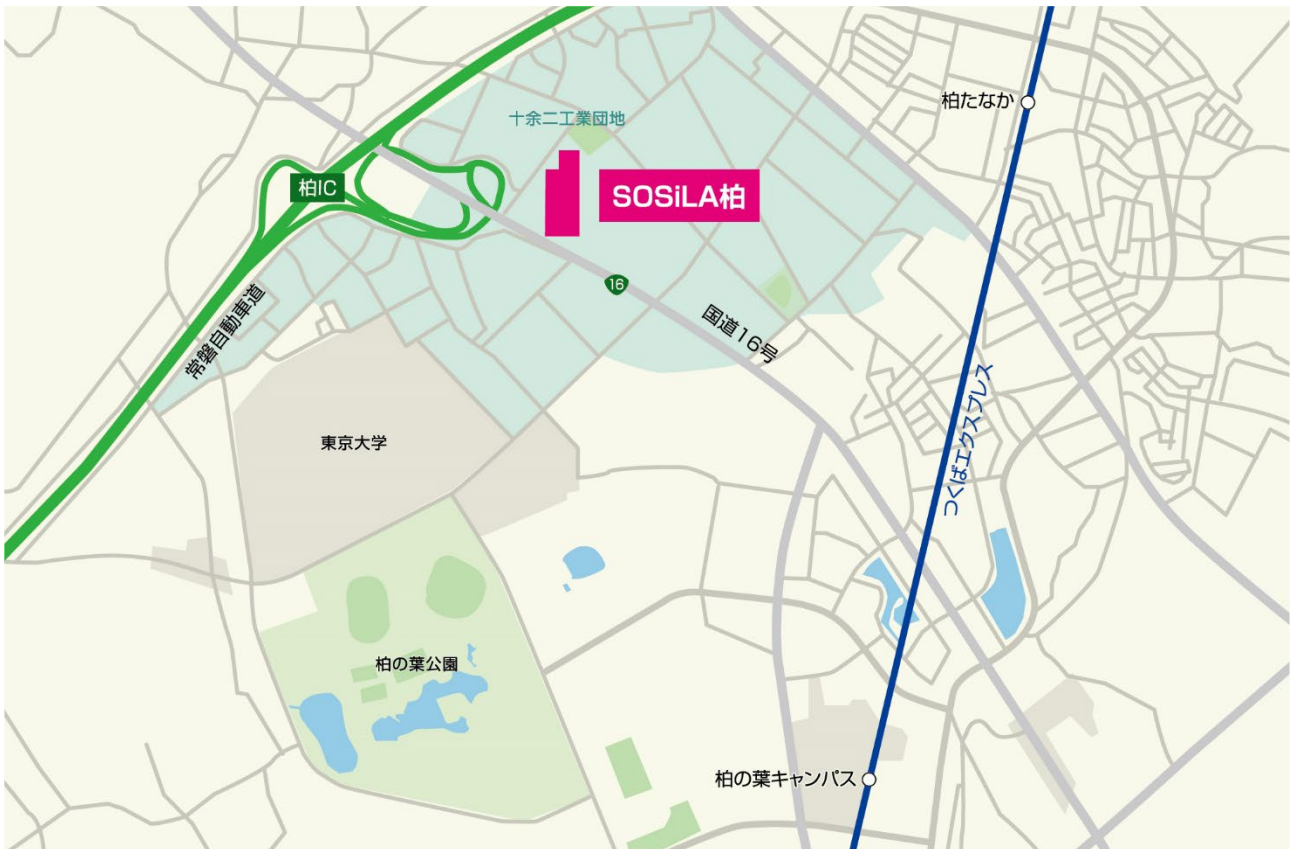 柏たなか
十余二工業団地
柏IC
SOSiLA柏
16
国道16号
常磐自動車道
つくばエクスプレス
東京大学
柏の葉公園
柏の葉キャンパス